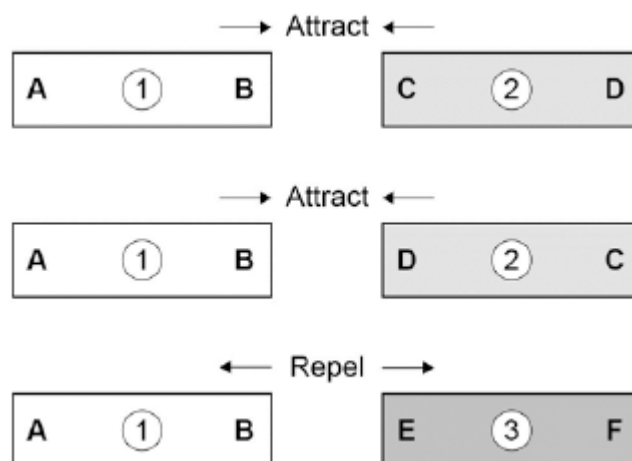 Attract
A 1 B C 2 D
Attract
A 1 B D 2 C
Repel
A 1 B E 3 F